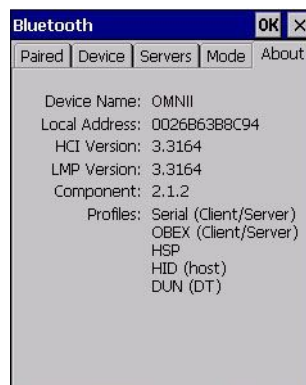 Bluetooth OK ×
Paired Device Servers Mode About
Device Name: OMNII
Local Address: 0026B63B8C94
HCI Version: 3.3164
LMP Version: 3.3164
Component: 2.1.2
Profiles: Serial (Client/Server)
OBEX (Client/Server)
HSP
HID (host)
DUN (DT)